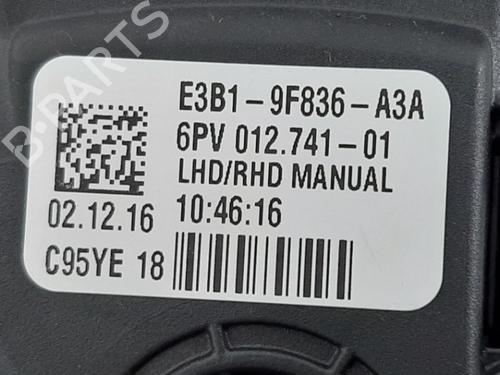 E3B1-9F836-A3A
6PV 012.741-01
LHD/RHD MANUAL
02.12.16 10:46:16
C95YE 18
B-PARTS